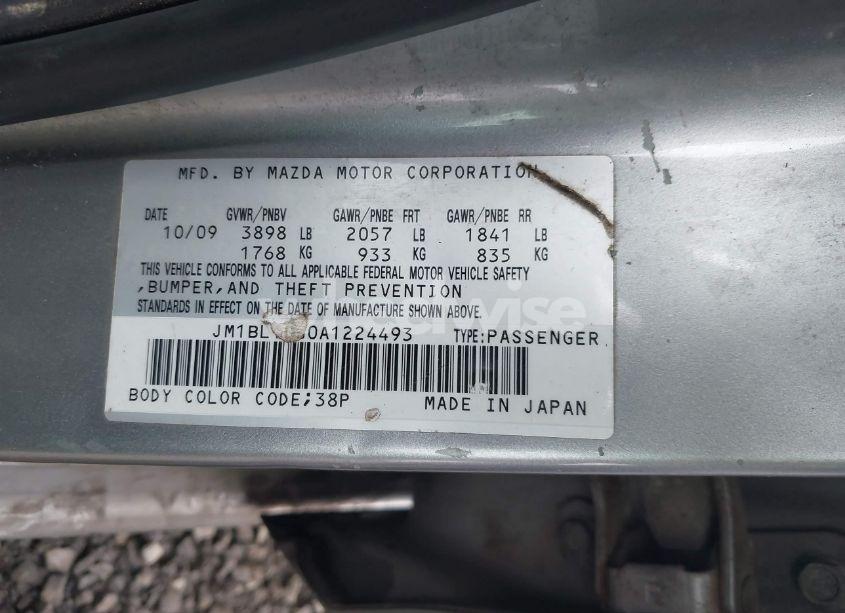 MFD. BY MAZDA MOTOR CORPORATION
DATE GVWR/PNBV GAWR/PNBE FRT GAWR/PNBE RR
10/09 3898 LB 2057 LB 1841 LB
1768 KG 933 KG 835 KG
THIS VEHICLE CONFORMS TO ALL APPLICABLE FEDERAL MOTOR VEHICLE SAFETY
,BUMPER,AND THEFT PREVENTION
STANDARDS IN EFFECT ON THE DATE OF MANUFACTURE SHOWN ABOVE.
TYPE:PASSENGER
BODY COLOR CODE;38P MADE IN JAPAN